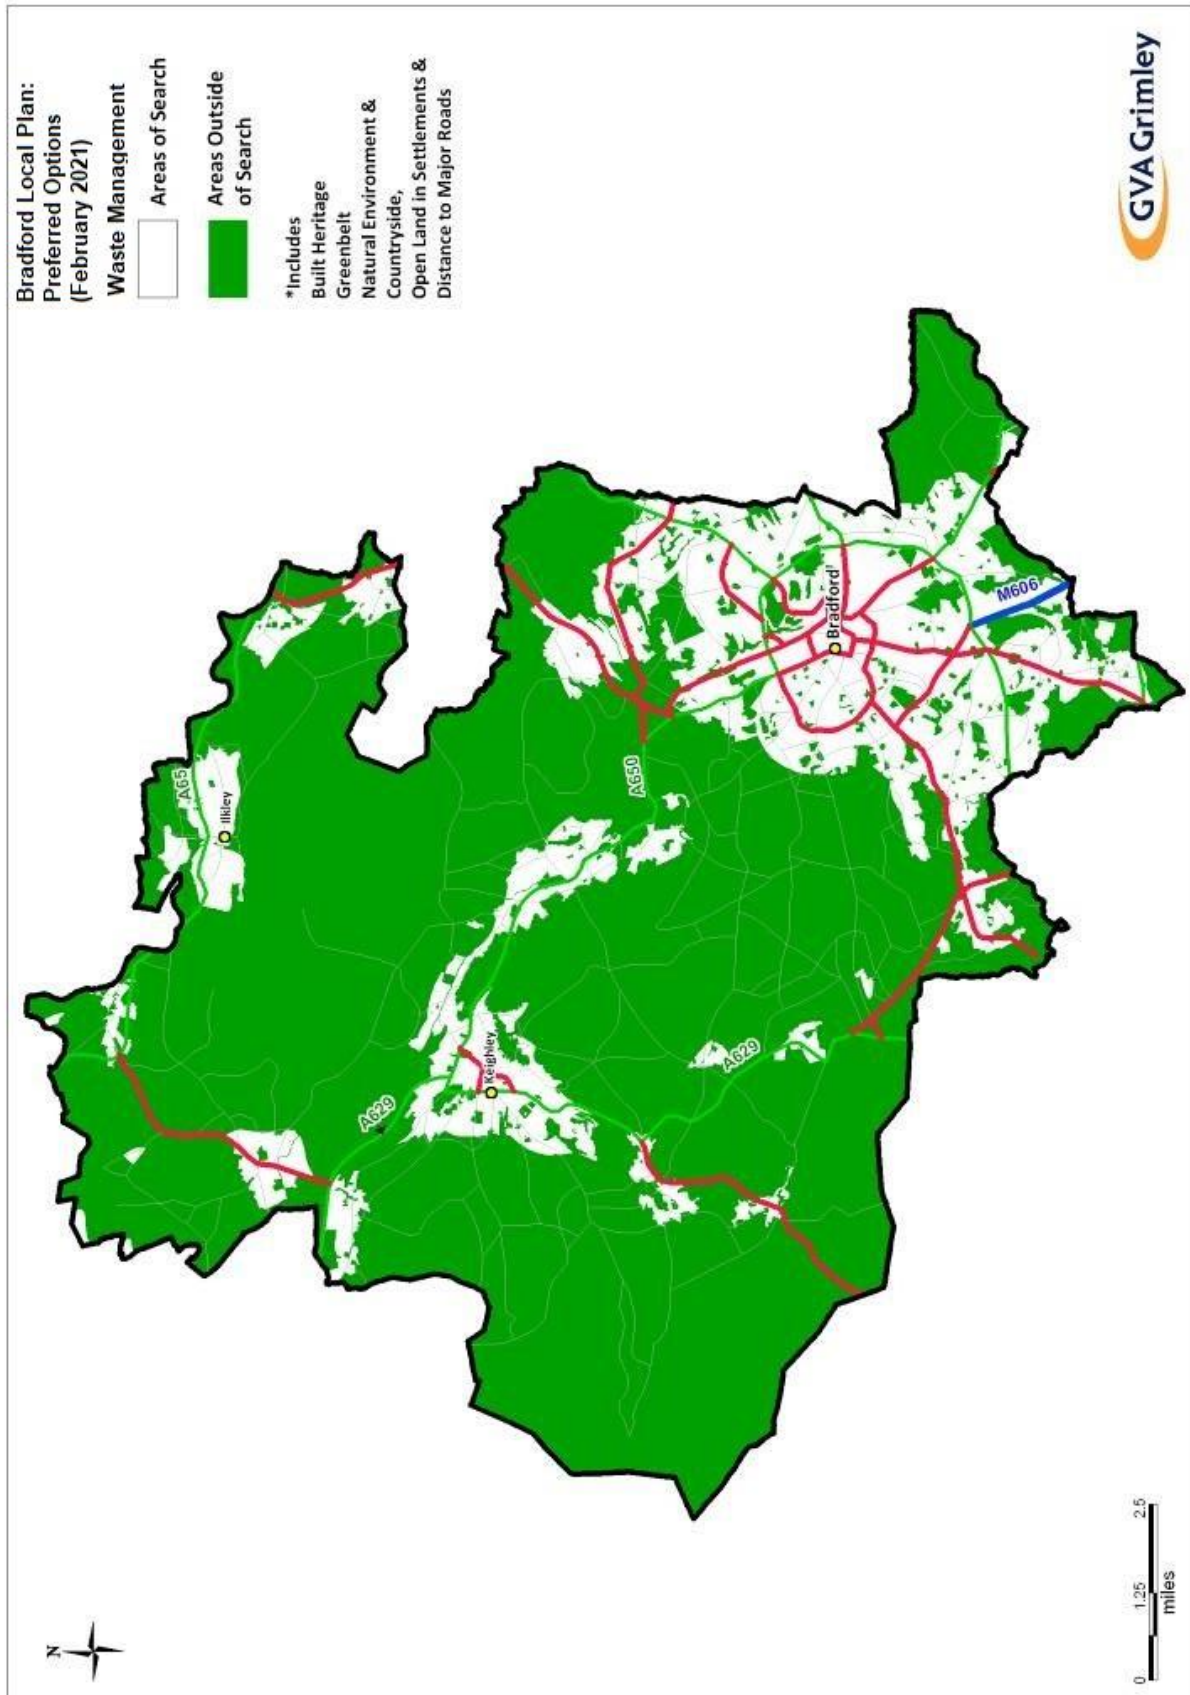 Bradford Local Plan:
Preferred Options
(February 2021)
Waste Management
Areas of Search
Areas Outside
of Search
*Includes
Built Heritage
Greenbelt
Natural Environment &
Countryside,
Open Land in Settlements &
Distance to Major Roads
N
A65
Ilkley
A629
Keighley
A650
A629
Bradford
M606
0 1.25 2.5
miles
GVAGrimley